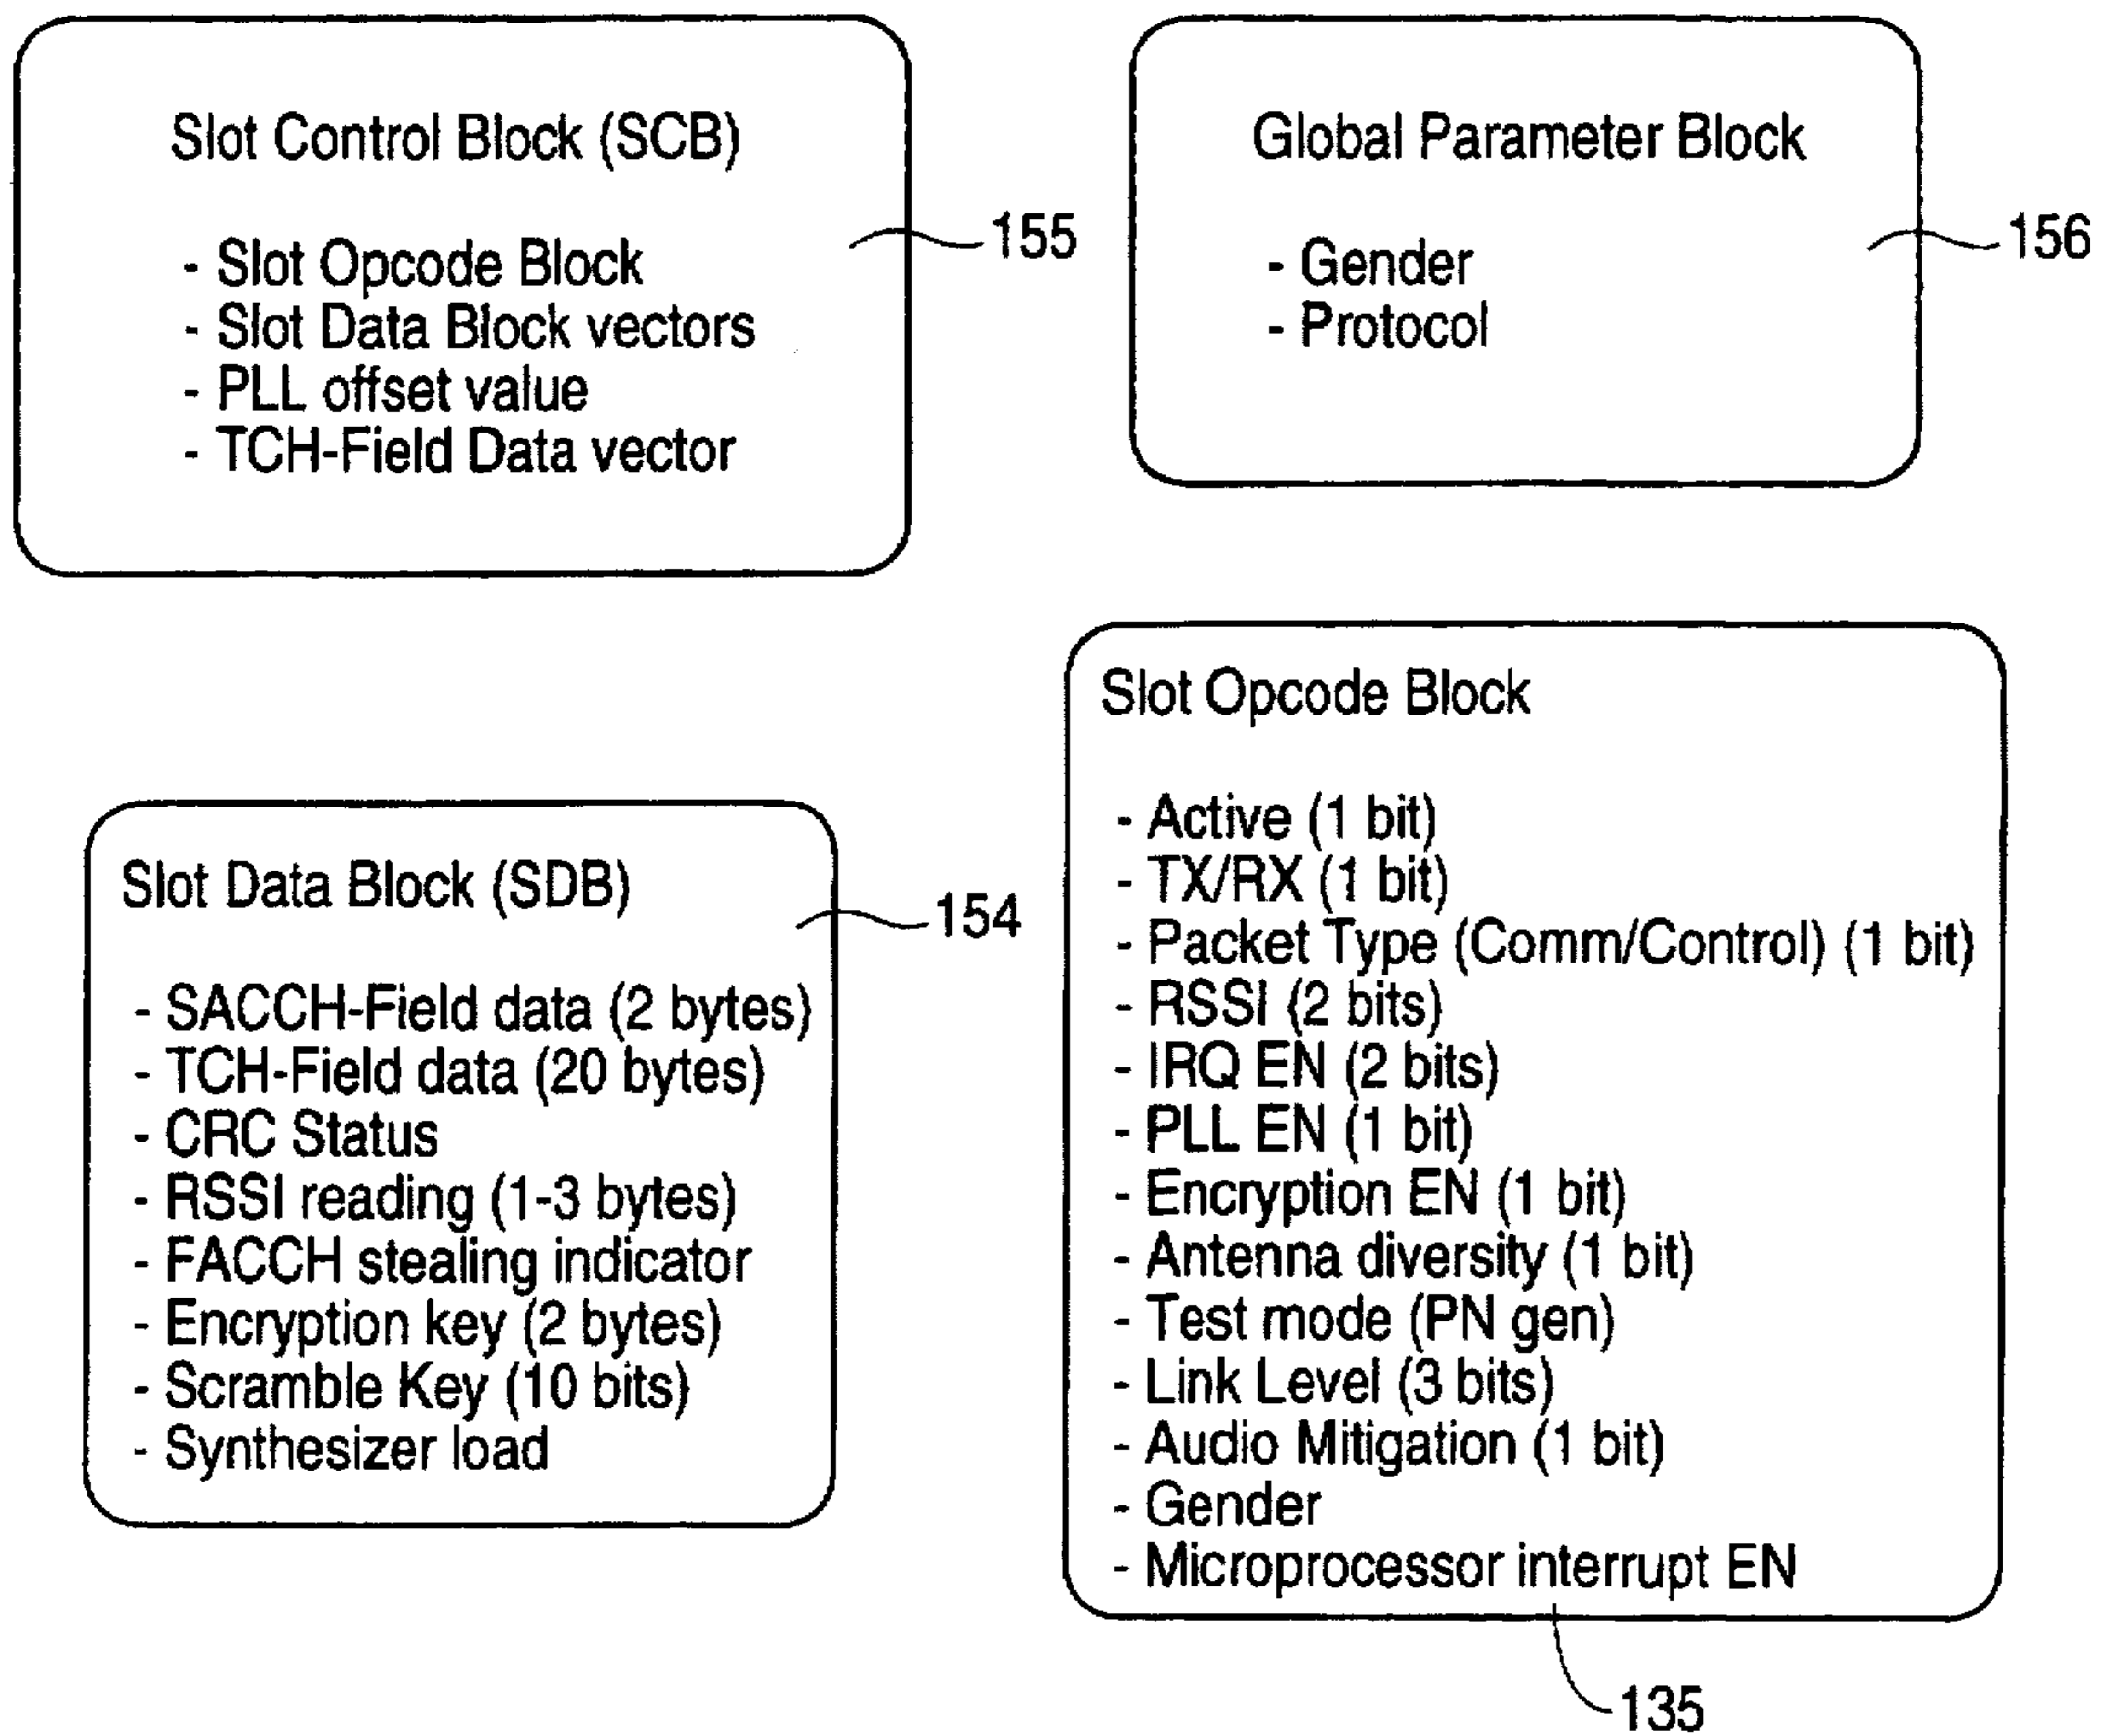 Slot Control Block (SCB)
- Slot Opcode Block
- Slot Data Block vectors
- PLL offset value
- TCH-Field Data vector
155
Global Parameter Block
- Gender
- Protocol
156
Slot Data Block (SDB)
- SACCH-Field data (2 bytes)
- TCH-Field data (20 bytes)
- CRC Status
- RSSI reading (1-3 bytes)
- FACCH stealing indicator
- Encryption key (2 bytes)
- Scramble Key (10 bits)
- Synthesizer load
154
Slot Opcode Block
- Active (1 bit)
- TX/RX (1 bit)
- Packet Type (Comm/Control) (1 bit)
- RSSI (2 bits)
- IRQ EN (2 bits)
- PLL EN (1 bit)
- Encryption EN (1 bit)
- Antenna diversity (1 bit)
- Test mode (PN gen)
- Link Level (3 bits)
- Audio Mitigation (1 bit)
- Gender
- Microprocessor interrupt EN
135